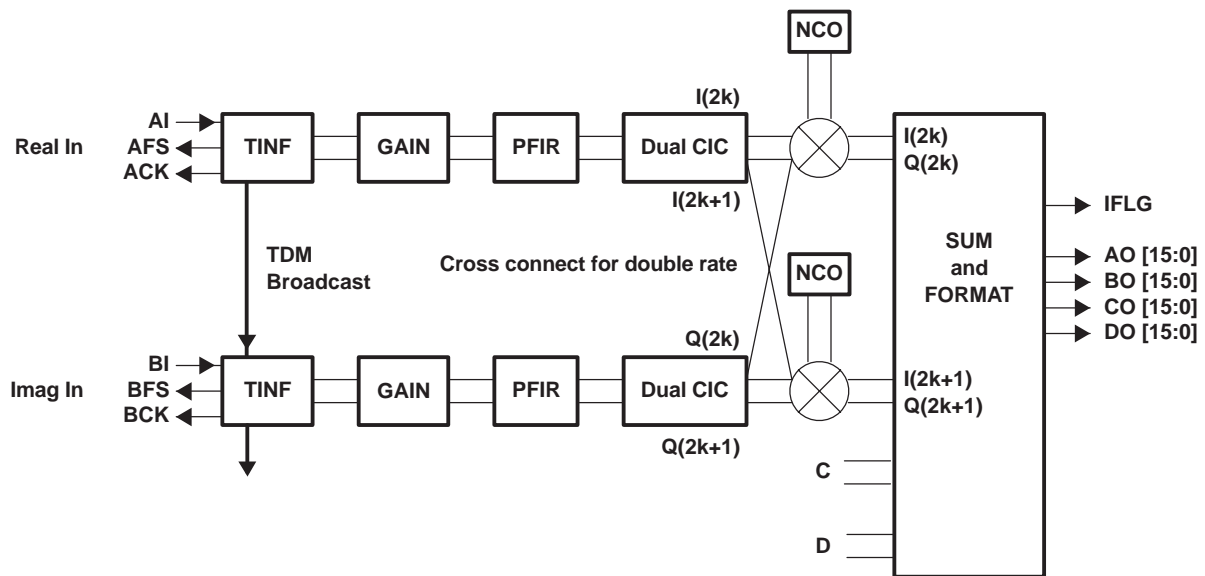 NCO
I(2k)
AI
Real In
AFS
ACK
TINF
GAIN
PFIR
Dual CIC
I(2k)
Q(2k)
I(2k+1)
IFLG
TDM
Broadcast
Cross connect for double rate
NCO
SUM
and
FORMAT
AO [15:0]
BO [15:0]
CO [15:0]
DO [15:0]
Q(2k)
BI
Imag In
BFS
BCK
TINF
GAIN
PFIR
Dual CIC
I(2k+1)
Q(2k+1)
Q(2k+1)
C
D